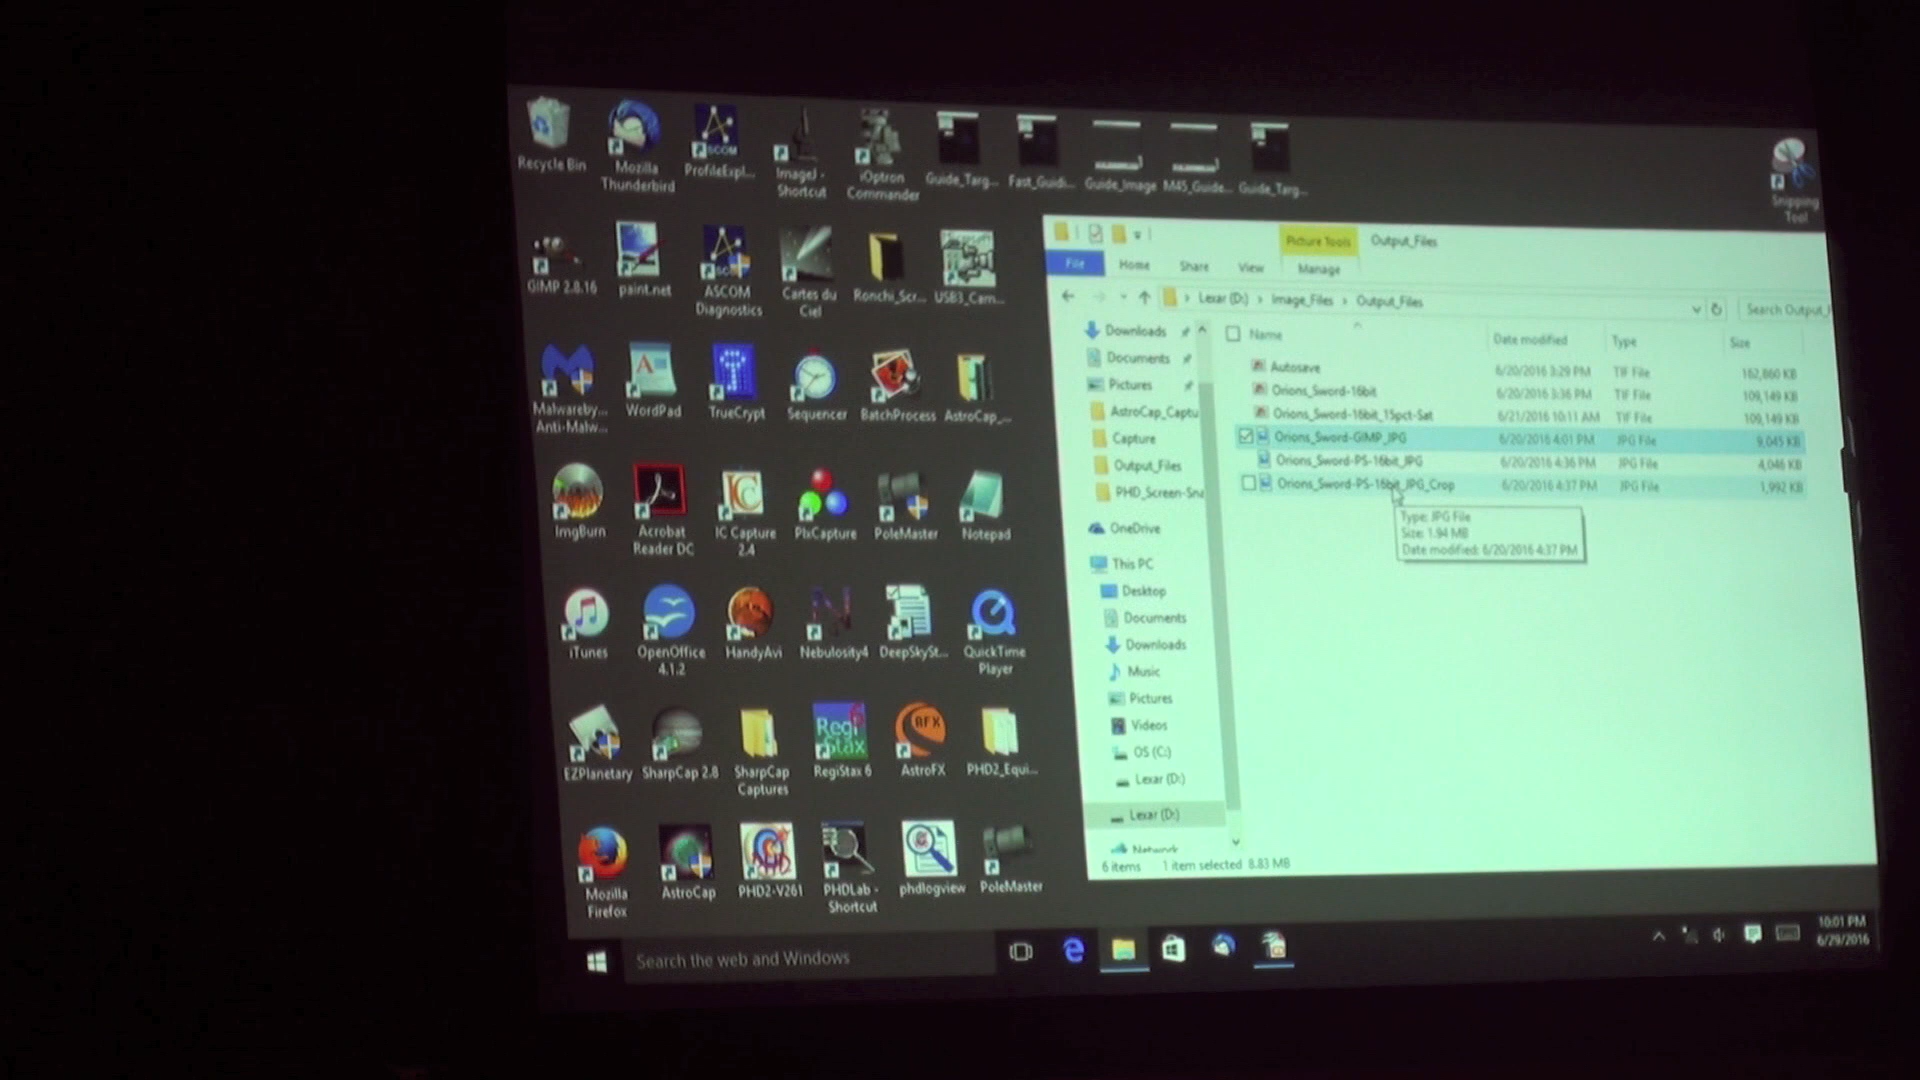 Recycle Bin
Mozilla
Thunderbird
SCOM
ProfileExpl...
ImageJ -
Shortcut
iOptron
Commander
Guide_Targ...
Fast_Guidi...
Guide_Image
M45_Guide...
Guide_Targ...
Snipping
Tool
GIMP 2.8.16
paint.net
ASCOM
Diagnostics
Cartes du
Ciel
Ronchi_Scr...
USB3_Cam...
Malwareby...
Anti-Malw...
WordPad
TrueCrypt
Sequencer
BatchProcess
AstroCap_...
ImgBurn
Acrobat
Reader DC
IC Capture
2.4
PlxCapture
PoleMaster
Notepad
iTunes
OpenOffice
4.1.2
HandyAvi
Nebulosity4
DeepSkySt...
QuickTime
Player
EZPlanetary
SharpCap 2.8
SharpCap
Captures
Regi
Stax
6
RegiStax 6
AFX
AstroFX
PHD2_Equi...
Mozilla
Firefox
AstroCap
PHD2-V261
PHDLab -
Shortcut
phdlogview
PoleMaster
Picture Tools
Output_Files
File
Home
Share
View
Manage
Lexar (D:) › Image_Files › Output_Files
Search Output_F
Downloads
Documents
Pictures
AstroCap_Captu
Capture
Output_Files
PHD_Screen-Sna
OneDrive
This PC
Desktop
Documents
Downloads
Music
Pictures
Videos
OS (C:)
Lexar (D:)
Lexar (D:)
Network
Name Date modified Type Size
Autosave 6/20/2016 3:29 PM TIF File 162,860 KB
Orions_Sword-16bit 6/20/2016 3:36 PM TIF File 109,149 KB
Orions_Sword-16bit_15pct-Sat 6/21/2016 10:11 AM TIF File 109,149 KB
Orions_Sword-GIMP_JPG 6/20/2016 4:01 PM JPG File 9,045 KB
Orions_Sword-PS-16bit_JPG 6/20/2016 4:36 PM JPG File 4,046 KB
Orions_Sword-PS-16bit_JPG_Crop 6/20/2016 4:37 PM JPG File 1,992 KB
Type: JPG File
Size: 1.94 MB
Date modified: 6/20/2016 4:37 PM
6 items 1 item selected 8.83 MB
Search the web and Windows
10:01 PM
6/29/2016